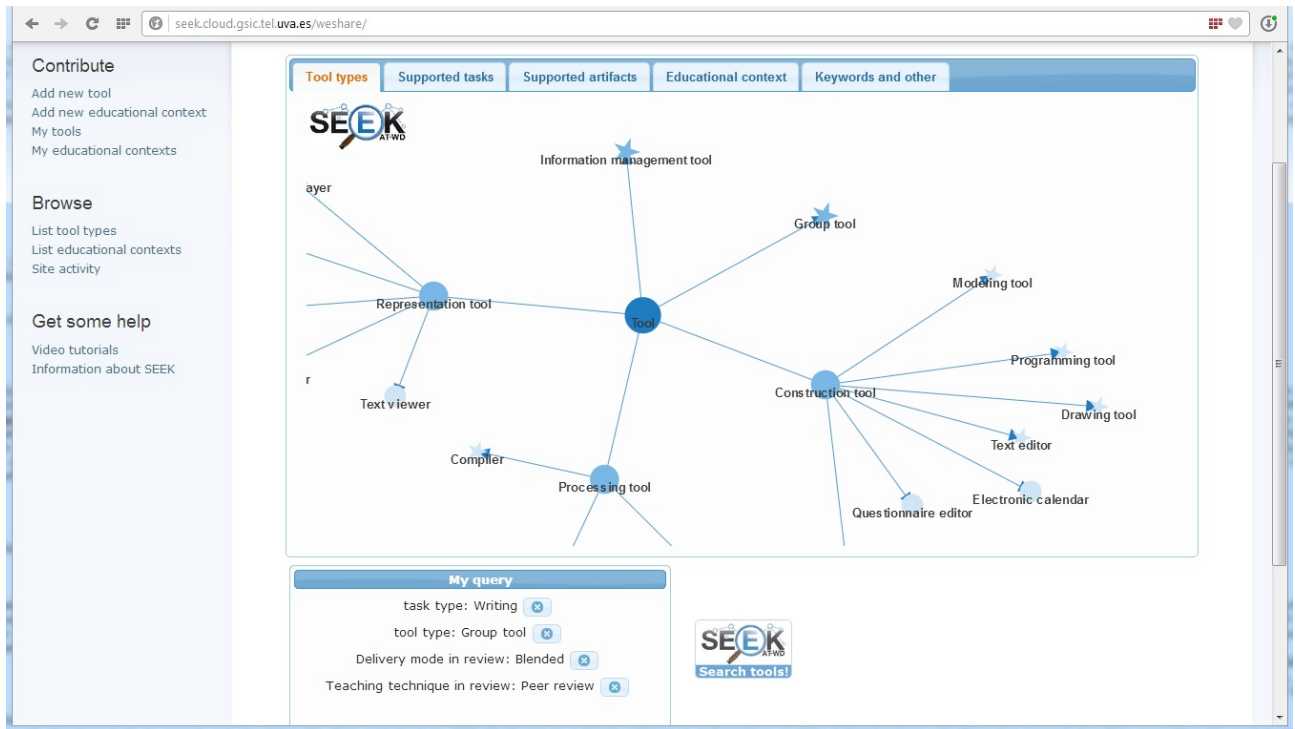 seek.cloud.gsic.tel.uva.es/weshare/
Contribute
Add new tool
Add new educational context
My tools
My educational contexts
Browse
List tool types
List educational contexts
Site activity
Get some help
Video tutorials
Information about SEEK
Tool types
Supported tasks
Supported artifacts
Educational context
Keywords and other
SEEK
AT-WD
Information management tool
ayer
Group tool
Modeling tool
Representation tool
Tool
Programming tool
r
Construction tool
Text viewer
Drawing tool
Text editor
Compiler
Processing tool
Electronic calendar
Questionnaire editor
My query
task type: Writing
tool type: Group tool
Delivery mode in review: Blended
Teaching technique in review: Peer review
SEEK
AT-WD
Search tools!